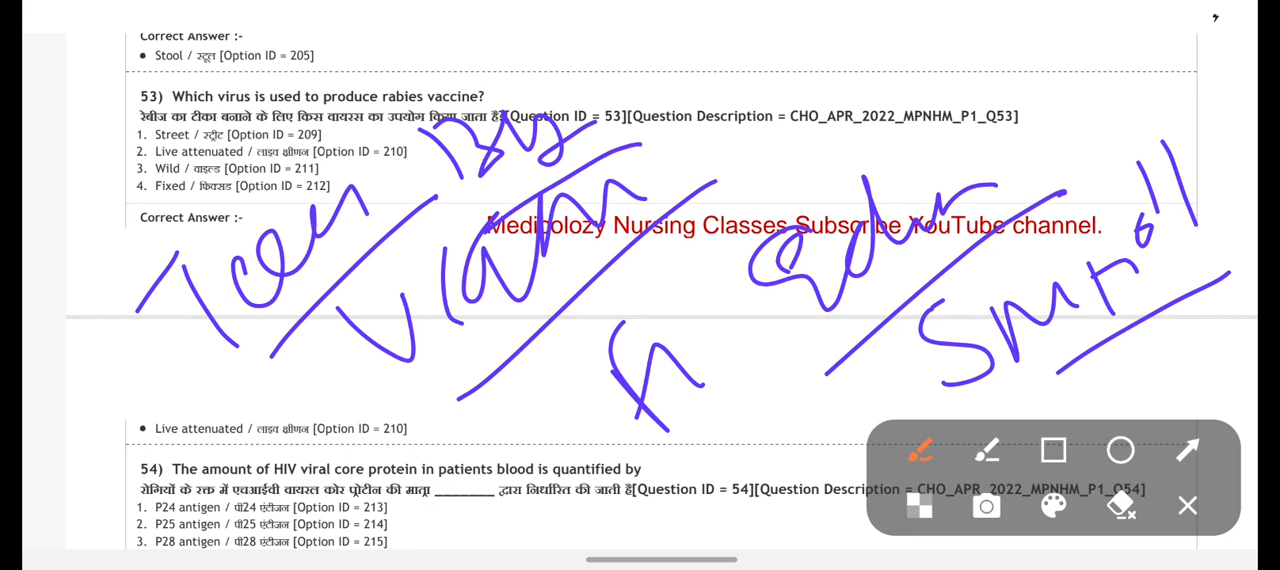 Correct Answer :-
• Stool / स्टूल [Option ID = 205]
53) Which virus is used to produce rabies vaccine?
रेबीज का टीका बनाने के लिए किस वायरस का उपयोग किया जाता है?[Question ID = 53][Question Description = CHO_APR_2022_MPNHM_P1_Q53]
1. Street / स्ट्रीट [Option ID = 209]
2. Live attenuated / लाइव क्षीणन [Option ID = 210]
3. Wild / वाइल्ड [Option ID = 211]
4. Fixed / फिक्सड [Option ID = 212]
Correct Answer :-
Medipolozy Nursing Classes Subscribe YouTube channel.
• Live attenuated / लाइव क्षीणन [Option ID = 210]
54) The amount of HIV viral core protein in patients blood is quantified by
रोगियों के रक्त में एचआईवी वायरल कोर प्रोटीन की मात्रा _______ द्वारा निर्धारित की जाती है[Question ID = 54][Question Description = CHO_APR_2022_MPNHM_P1_Q54]
1. P24 antigen / पी24 एंटीजन [Option ID = 213]
2. P25 antigen / पी25 एंटीजन [Option ID = 214]
3. P28 antigen / पी28 एंटीजन [Option ID = 215]